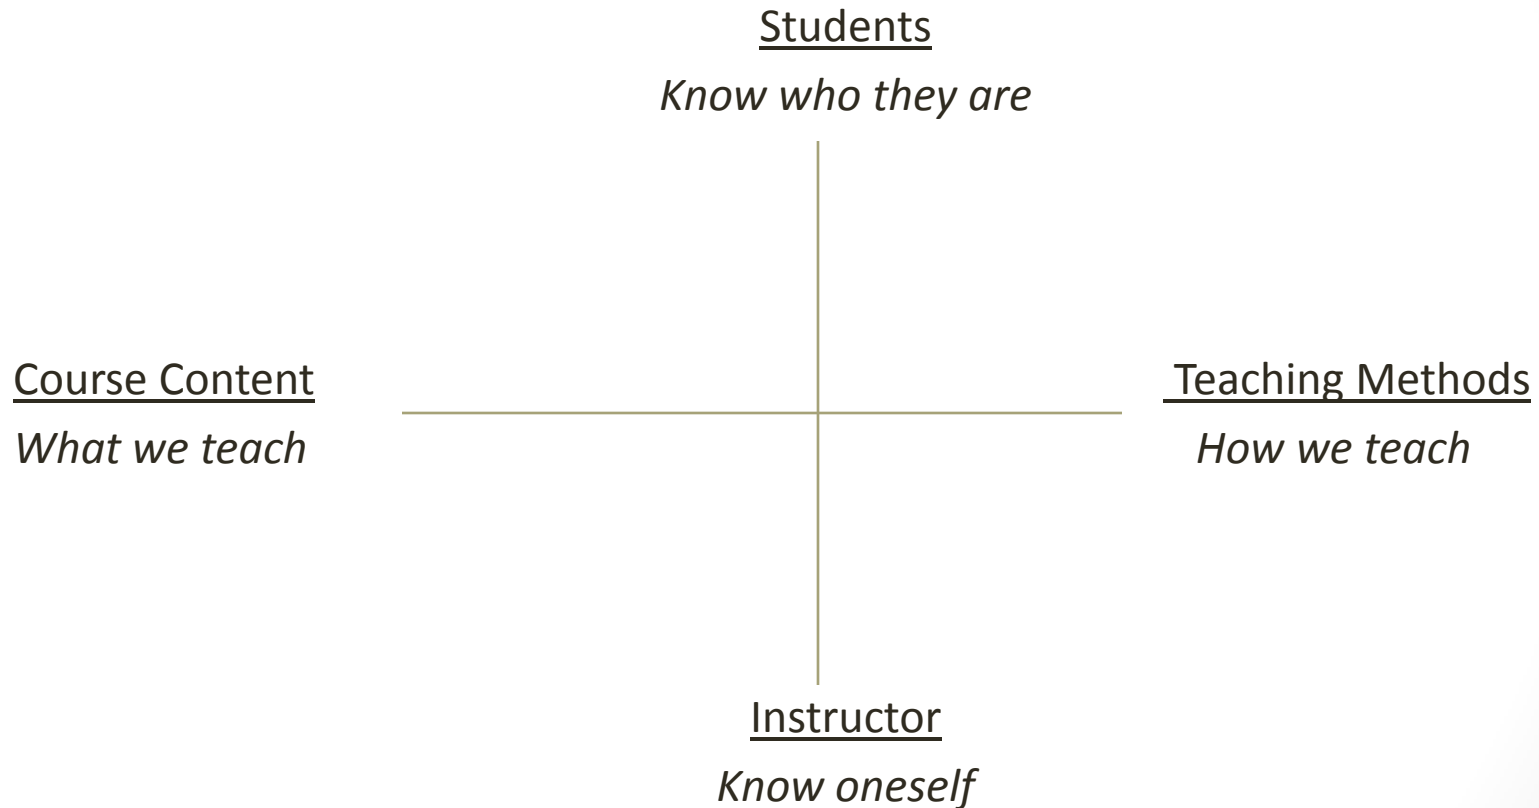 Students
Know who they are
Course Content
What we teach
Teaching Methods
How we teach
Instructor
Know oneself